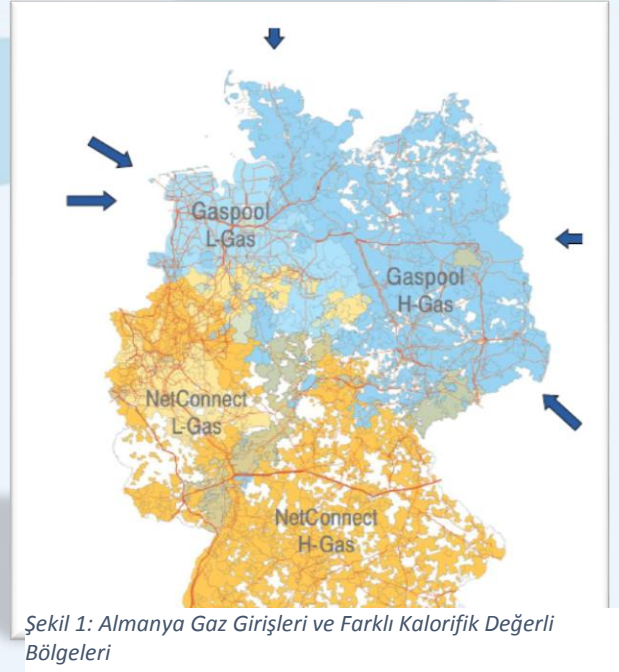 Gaspool
L-Gas
Gaspool
H-Gas
NetConnect
L-Gas
NetConnect
H-Gas
Şekil 1: Almanya Gaz Girişleri ve Farklı Kalorifik Değerli
Bölgeleri